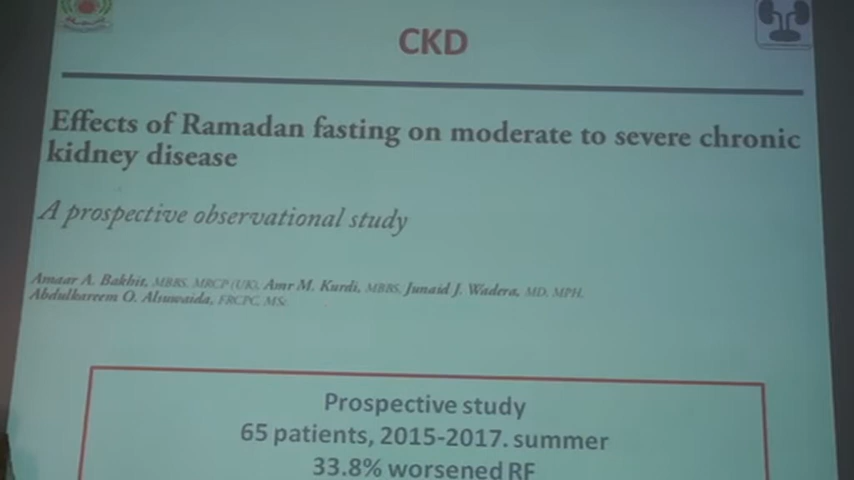 CKD
Effects of Ramadan fasting on moderate to severe chronic
kidney disease
A prospective observational study
Amaar A. Bakhit, MBBS, MRCP (UK), Amr M. Kurdi, MBBS, Junaid J. Wadera, MD, MPH,
Abdulkareem O. Alsuwaida, FRCPC, MSc
Prospective study
65 patients, 2015-2017. summer
33.8% worsened RF